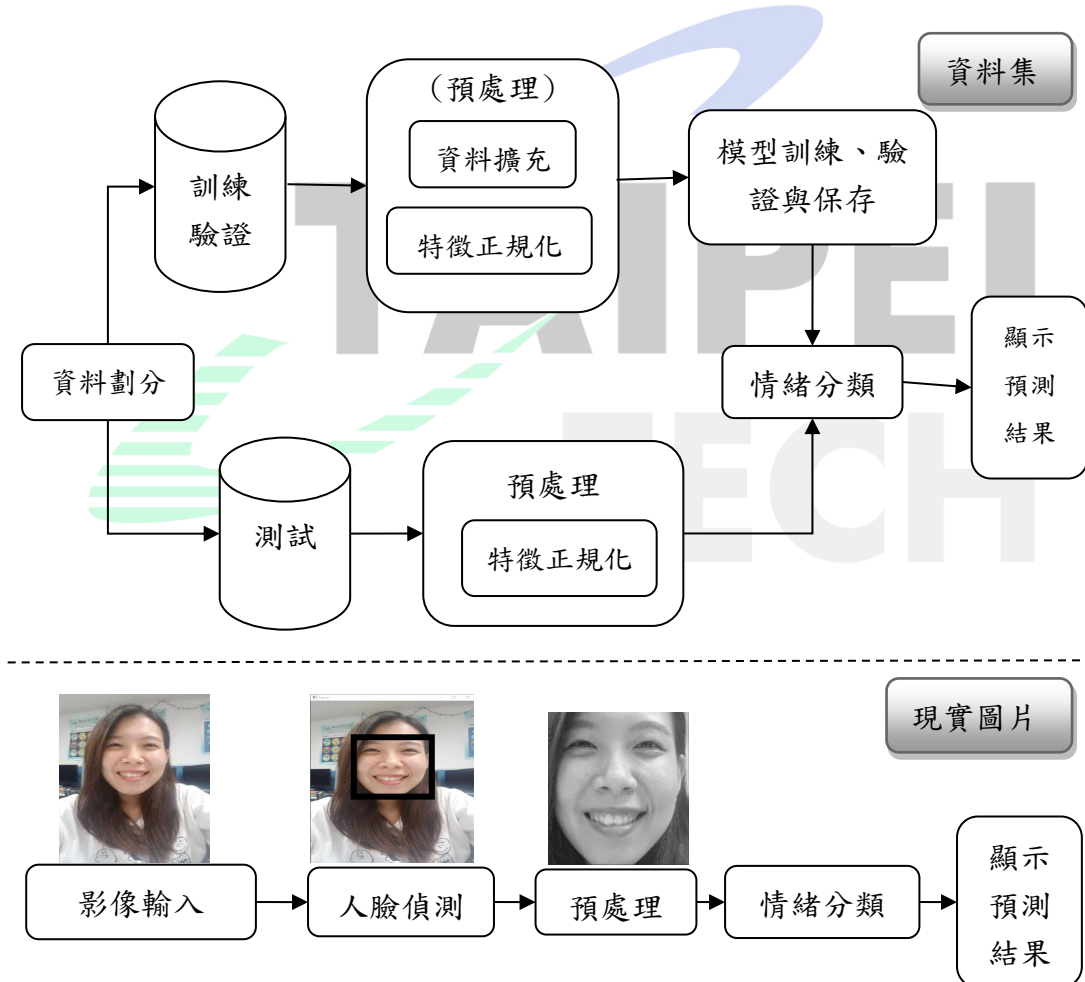 資料集
(預處理)
資料擴充
特徵正規化
訓練
驗證
模型訓練、驗
證與保存
資料劃分
情緒分類
顯示
預測
結果
測試
預處理
特徵正規化
TAIPEI
TECH
現實圖片
影像輸入
人臉偵測
預處理
情緒分類
顯示
預測
結果